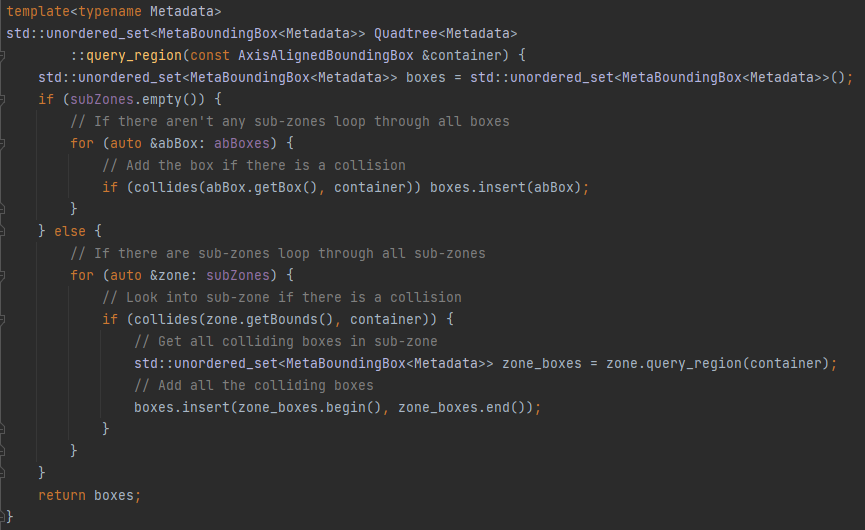 template<typename Metadata>
std::unordered_set<MetaBoundingBox<Metadata>> Quadtree<Metadata>
        ::query_region(const AxisAlignedBoundingBox &container) {
    std::unordered_set<MetaBoundingBox<Metadata>> boxes = std::unordered_set<MetaBoundingBox<Metadata>>();
    if (subZones.empty()) {
        // If there aren't any sub-zones loop through all boxes
        for (auto &abBox: abBoxes) {
            // Add the box if there is a collision
            if (collides(abBox.getBox(), container)) boxes.insert(abBox);
        }
    } else {
        // If there are sub-zones loop through all sub-zones
        for (auto &zone: subZones) {
            // Look into sub-zone if there is a collision
            if (collides(zone.getBounds(), container)) {
                // Get all colliding boxes in sub-zone
                std::unordered_set<MetaBoundingBox<Metadata>> zone_boxes = zone.query_region(container);
                // Add all the colliding boxes
                boxes.insert(zone_boxes.begin(), zone_boxes.end());
            }
        }
    }
    return boxes;
}